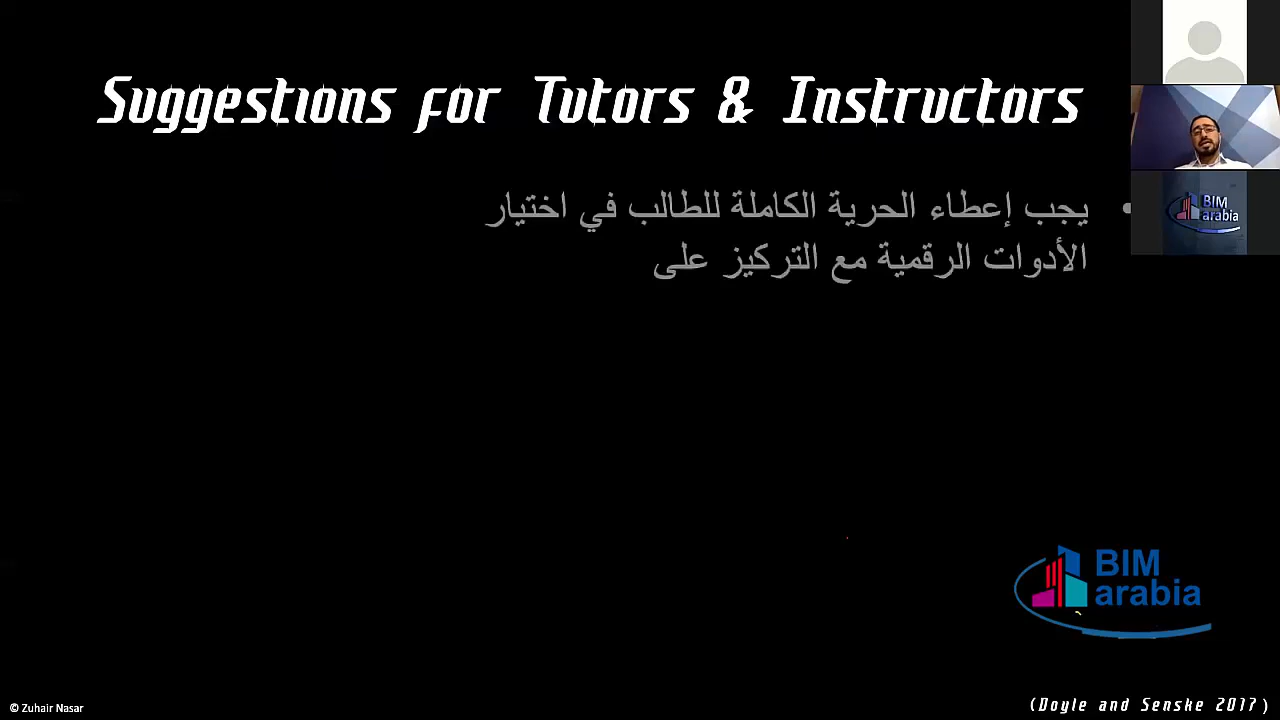 Suggestions for Tutors & Instructors
• يجب إعطاء الحرية الكاملة للطالب في اختيار
الأدوات الرقمية مع التركيز على
BIM
arabia
BIM
arabia
© Zuhair Nasar
(Doyle and Senske 2017)